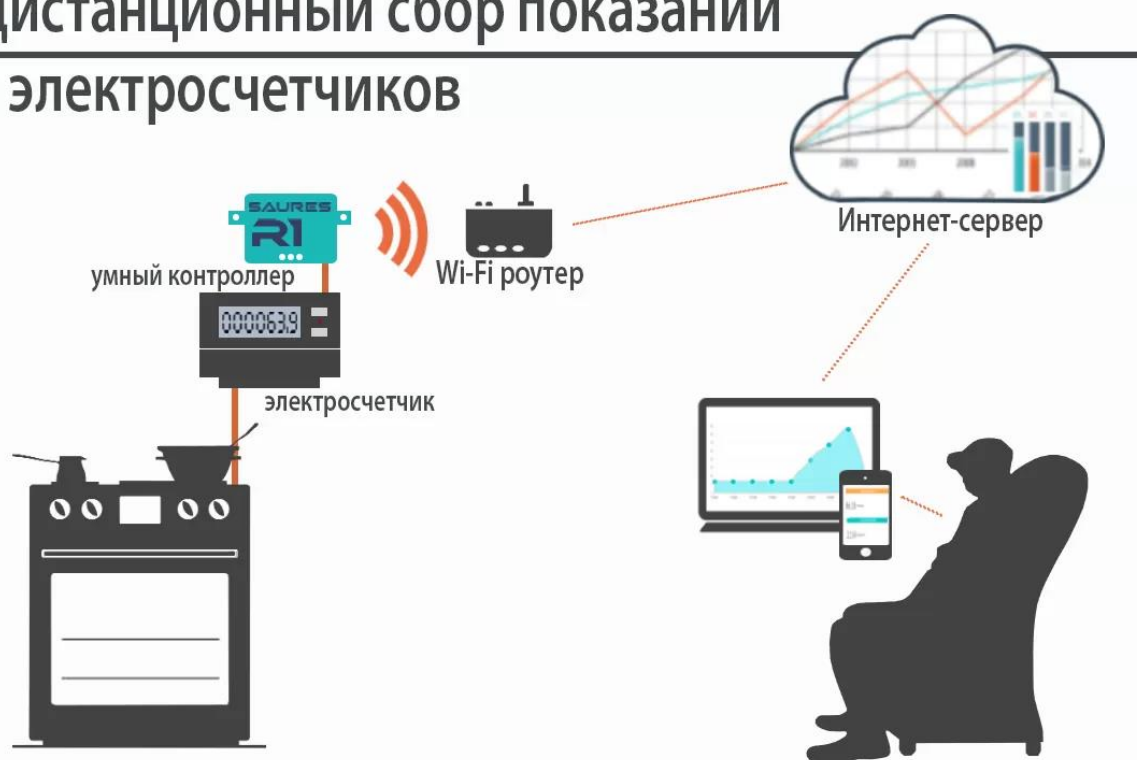 дистанционный сбор показаний
электросчетчиков
SAURES
R1
умный контроллер
Wi-Fi роутер
Интернет-сервер
000063.9
электросчетчик